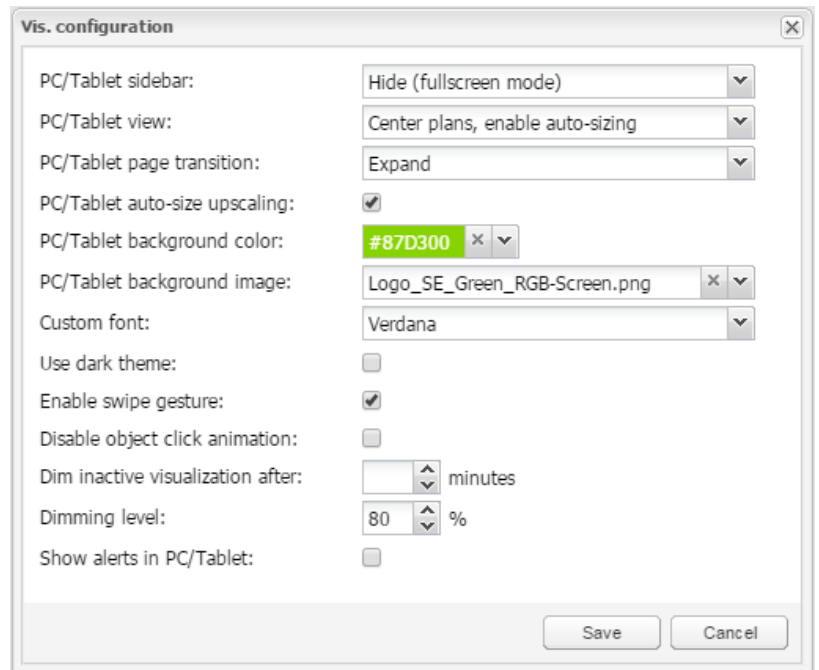 Vis. configuration
PC/Tablet sidebar: Hide (fullscreen mode)
PC/Tablet view: Center plans, enable auto-sizing
PC/Tablet page transition: Expand
PC/Tablet auto-size upscaling:
PC/Tablet background color: #87D300
PC/Tablet background image: Logo_SE_Green_RGB-Screen.png
Custom font: Verdana
Use dark theme:
Enable swipe gesture:
Disable object click animation:
Dim inactive visualization after: minutes
Dimming level: 80 %
Show alerts in PC/Tablet:
Save Cancel